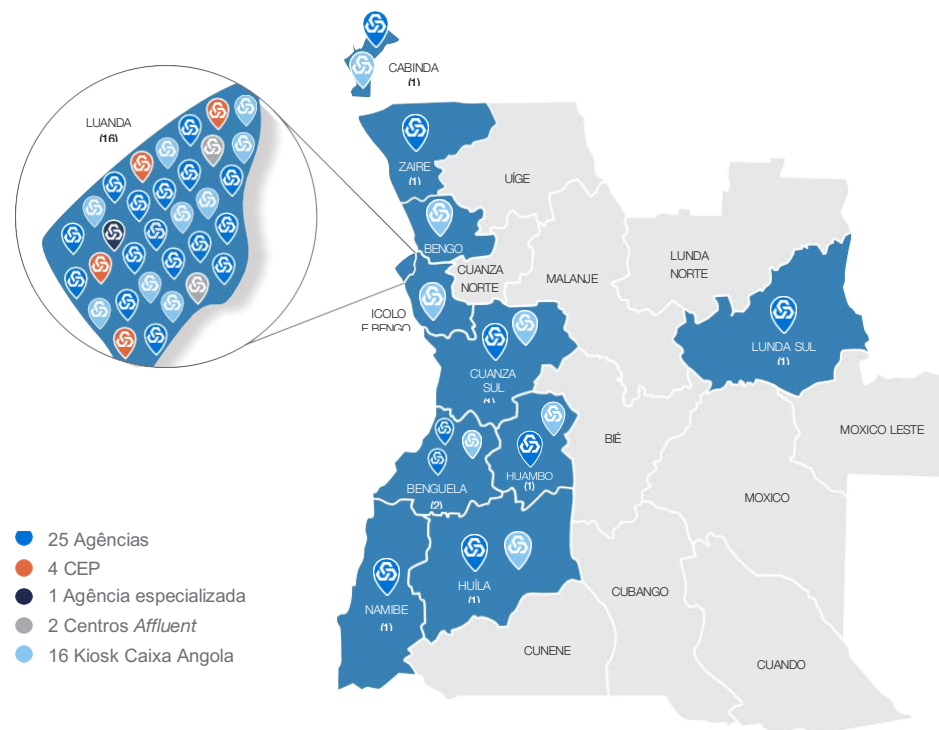 CABINDA
(1)
LUANDA
(16)
ZAIRE
(1)
UÍGE
BENGO
CUANZA
NORTE
MALANJE
LUNDA
NORTE
ICOLO
E BENGO
LUNDA SUL
(1)
CUANZA
SUL
(1)
MOXICO LESTE
BIÉ
HUAMBO
(1)
BENGUELA
(2)
MOXICO
25 Agências
4 CEP
1 Agência especializada
2 Centros Affluent
16 Kiosk Caixa Angola
NAMIBE
(1)
HUÍLA
(1)
CUBANGO
CUNENE
CUANDO